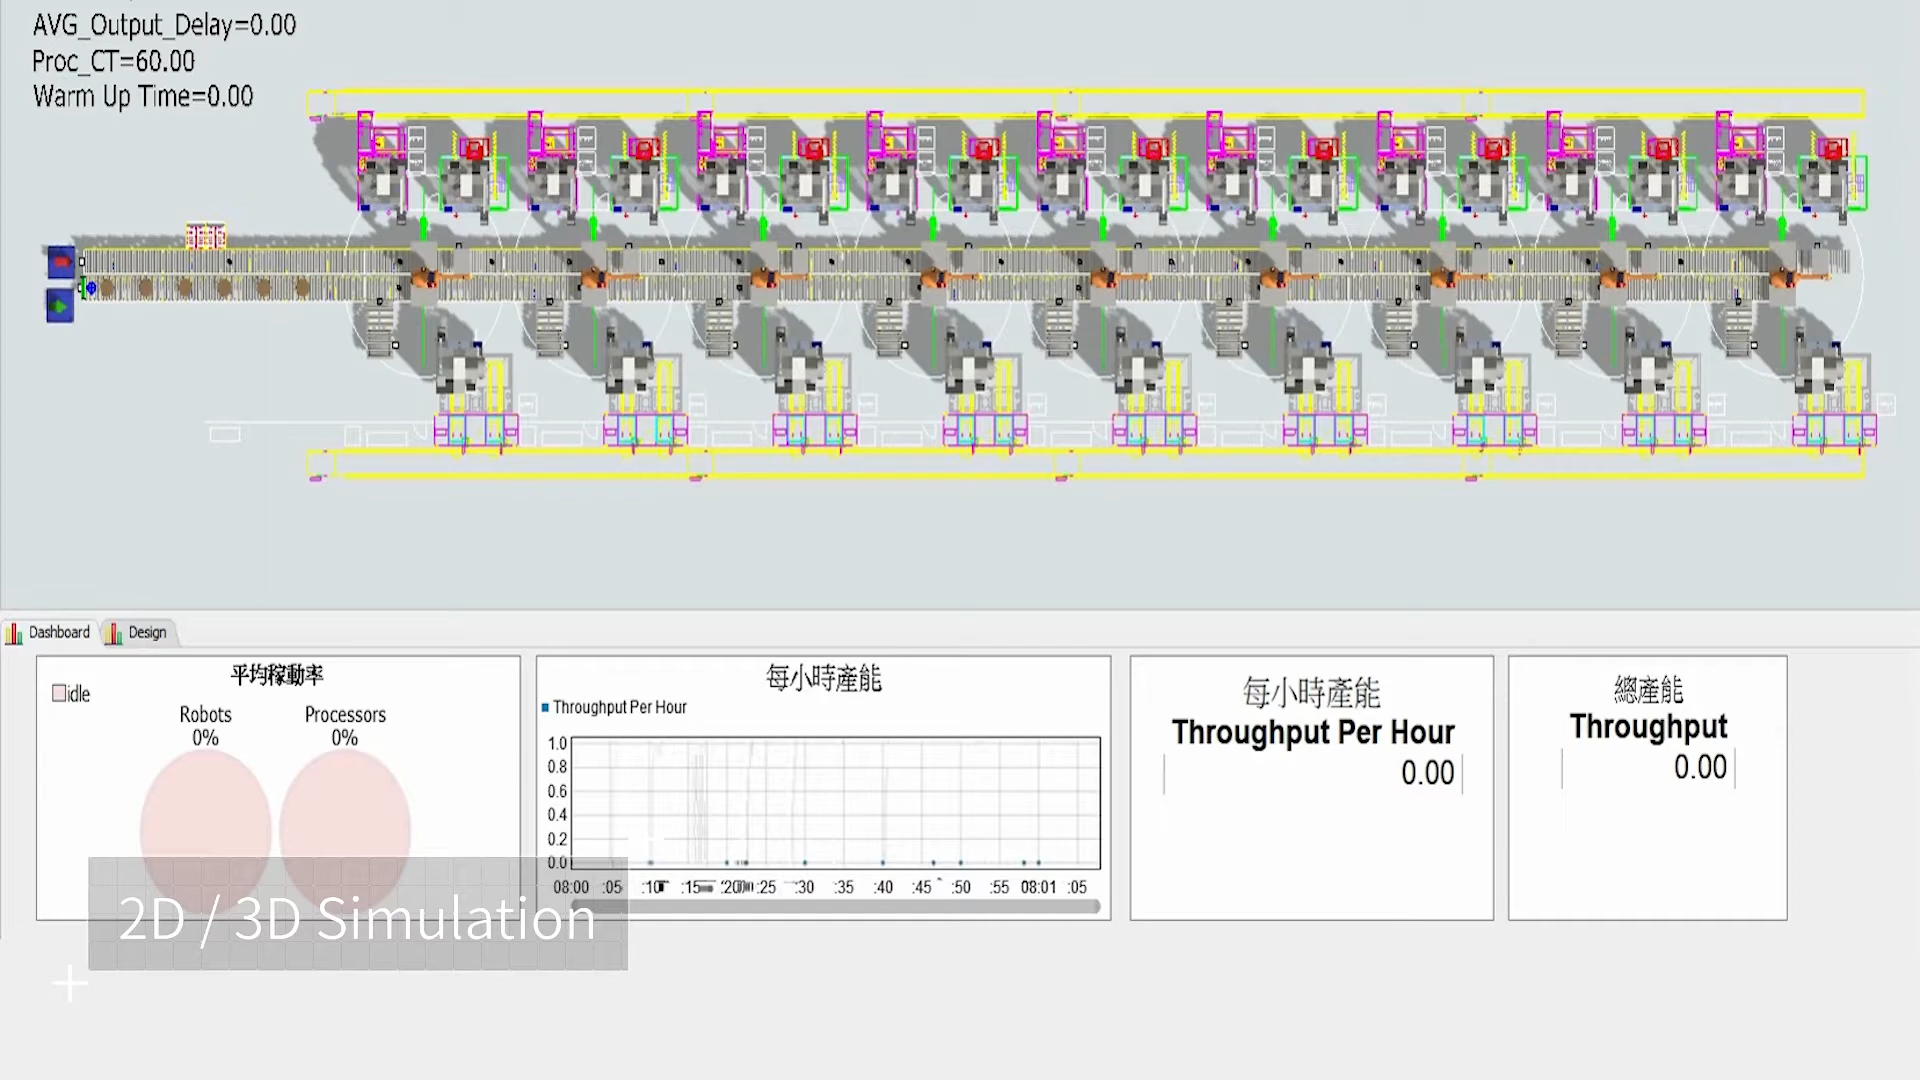 AVG_Output_Delay=0.00
Proc_CT=60.00
Warm Up Time=0.00
Dashboard
Design
平均稼動率
idle
Robots
0%
Processors
0%
每小時產能
Throughput Per Hour
1.0
0.8
0.6
0.4
0.2
0.0
08:00 :05 :10 :15 :20 :25 :30 :35 :40 :45 :50 :55 08:01 :05
每小時產能
Throughput Per Hour
0.00
總產能
Throughput
0.00
2D / 3D Simulation